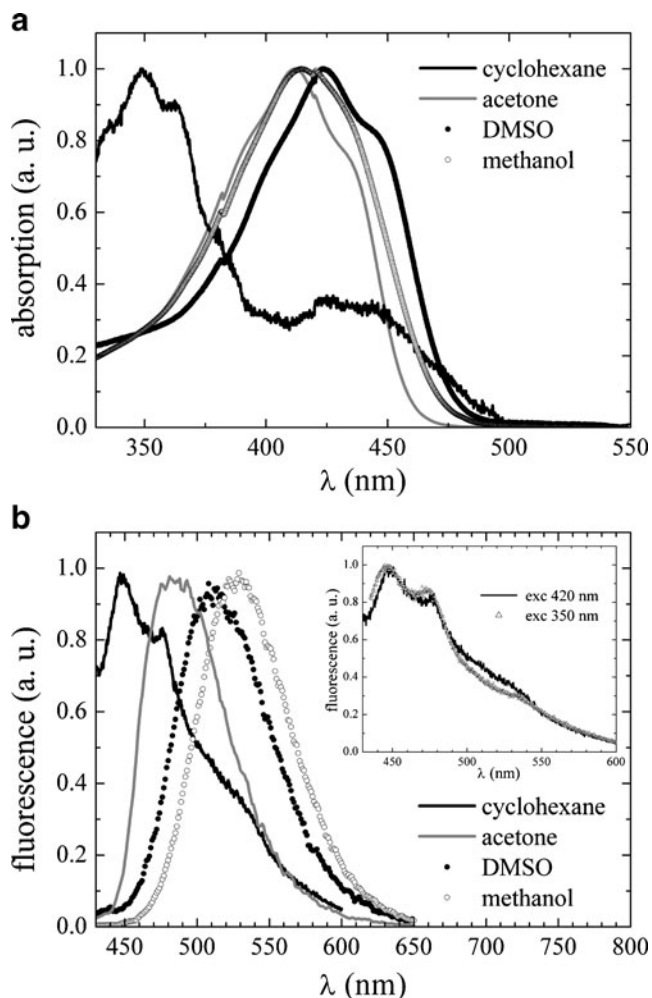 a
absorption (a. u.)
1.0
0.8
0.6
0.4
0.2
0.0
cyclohexane
acetone
DMSO
methanol
350 400 450 500 550
λ (nm)
b
fluorescence (a. u.)
1.0
0.8
0.6
0.4
0.2
0.0
fluorescence (a. u.)
1.0
0.8
0.6
0.4
0.2
0.0
exc 420 nm
exc 350 nm
450 500 550 600
λ (nm)
cyclohexane
acetone
DMSO
methanol
450 500 550 600 650 700 750 800
λ (nm)